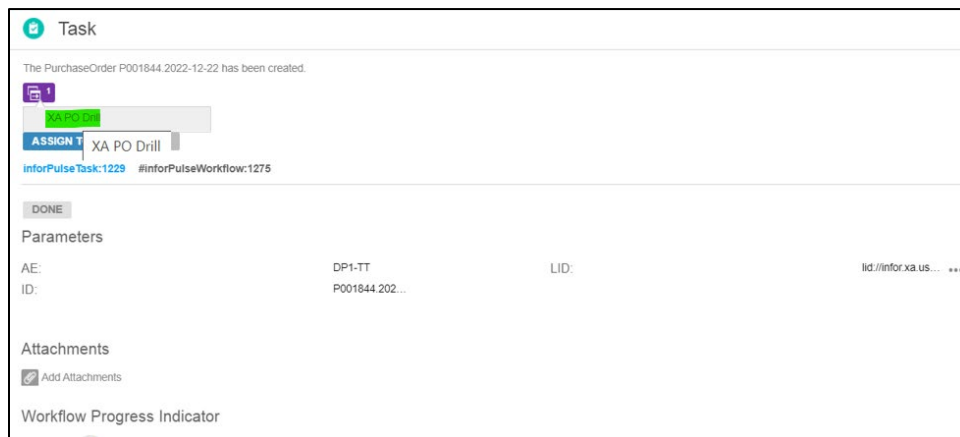 Task
The PurchaseOrder P001844.2022-12-22 has been created.
1
XA PO Drill
ASSIGN T
XA PO Drill
inforPulseTask:1229 #inforPulseWorkflow:1275
DONE
Parameters
AE: DP1-TT LID: lid://infor.xa.us... ...
ID: P001844.202...
Attachments
Add Attachments
Workflow Progress Indicator